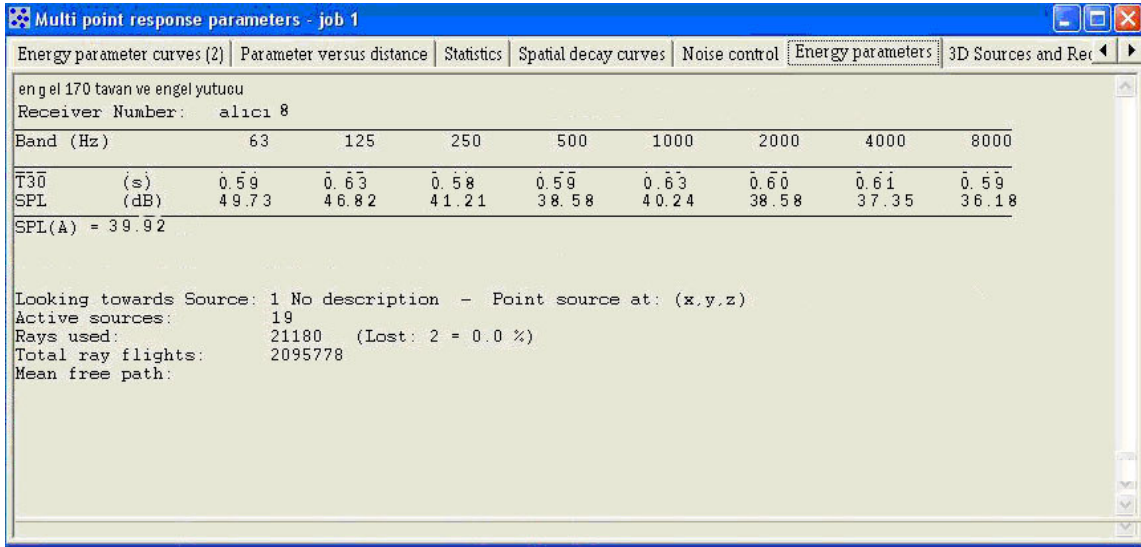 Multi point response parameters - job 1
Energy parameter curves (2) Parameter versus distance Statistics Spatial decay curves Noise control Energy parameters 3D Sources and Rec
engel 170 tavan ve engel yutucu
Receiver Number: alıcı 8
Band (Hz) 63 125 250 500 1000 2000 4000 8000
T30 (s) 0.59 0.63 0.58 0.59 0.63 0.60 0.61 0.59
SPL (dB) 49.73 46.82 41.21 38.58 40.24 38.58 37.35 36.18
SPL(A) = 39.92
Looking towards Source: 1 No description - Point source at: (x,y,z)
Active sources: 19
Rays used: 21180 (Lost: 2 = 0.0 %)
Total ray flights: 2095778
Mean free path: